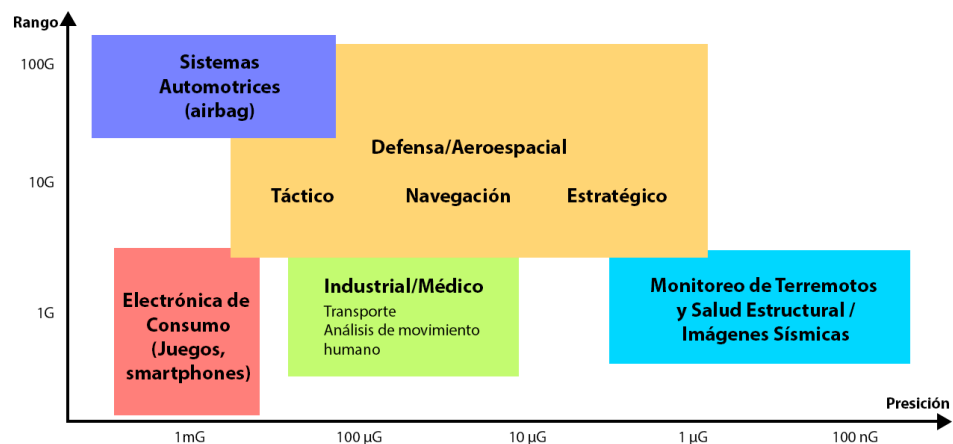 Rango
100G
10G
1G
Sistemas
Automotrices
(airbag)
Defensa/Aeroespacial
Táctico Navegación Estratégico
Electrónica de
Consumo
(Juegos,
smartphones)
Industrial/Médico
Transporte
Análisis de movimiento
humano
Monitoreo de Terremotos
y Salud Estructural /
Imágenes Sísmicas
Presición
1mG 100 µG 10 µG 1 µG 100 nG